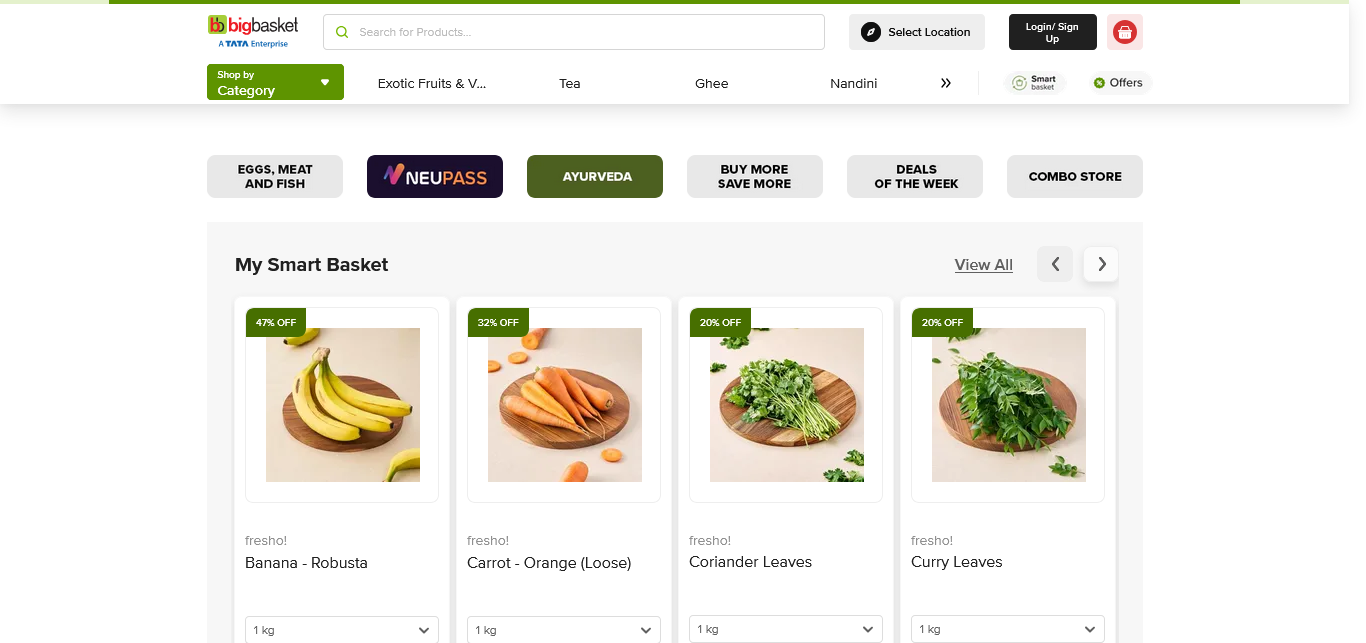 bb bigbasket
A TATA Enterprise
Search for Products...
Select Location
Login/ Sign
Up
Shop by
Category
Exotic Fruits & V...
Tea
Ghee
Nandini
Smart
basket
Offers
EGGS, MEAT
AND FISH
NEUPASS
AYURVEDA
BUY MORE
SAVE MORE
DEALS
OF THE WEEK
COMBO STORE
My Smart Basket
View All
47% OFF
32% OFF
20% OFF
20% OFF
fresho!
fresho!
fresho!
fresho!
Banana - Robusta
Carrot - Orange (Loose)
Coriander Leaves
Curry Leaves
1 kg
1 kg
1 kg
1 kg